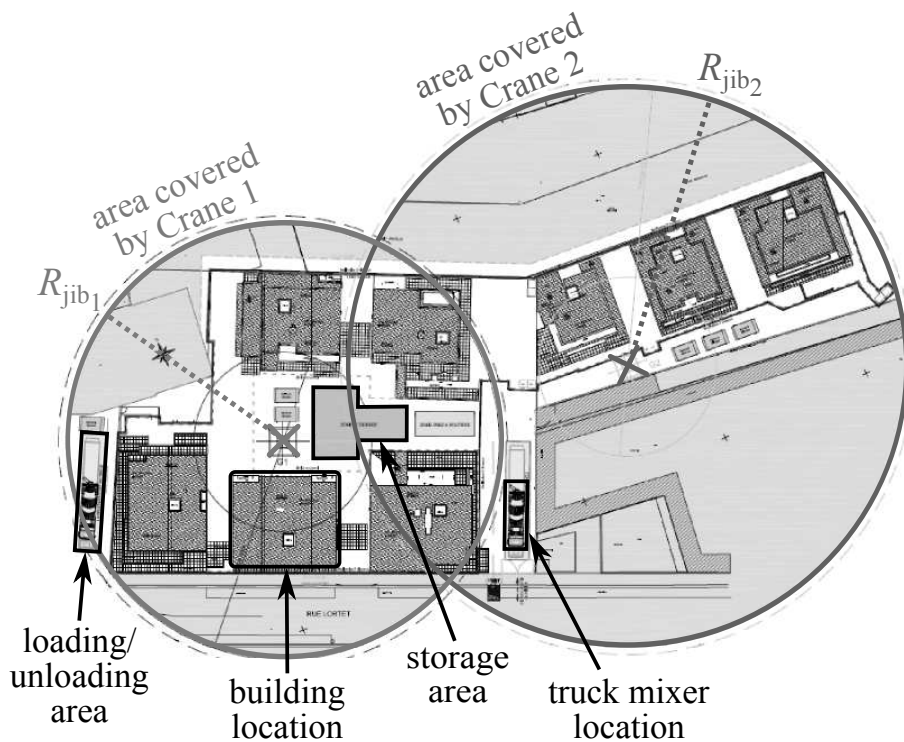 area covered
by Crane 2
R_jib2
area covered
by Crane 1
R_jib1
A
C
G1
RUE LORTET
loading/
unloading
area
building
location
storage
area
truck mixer
location